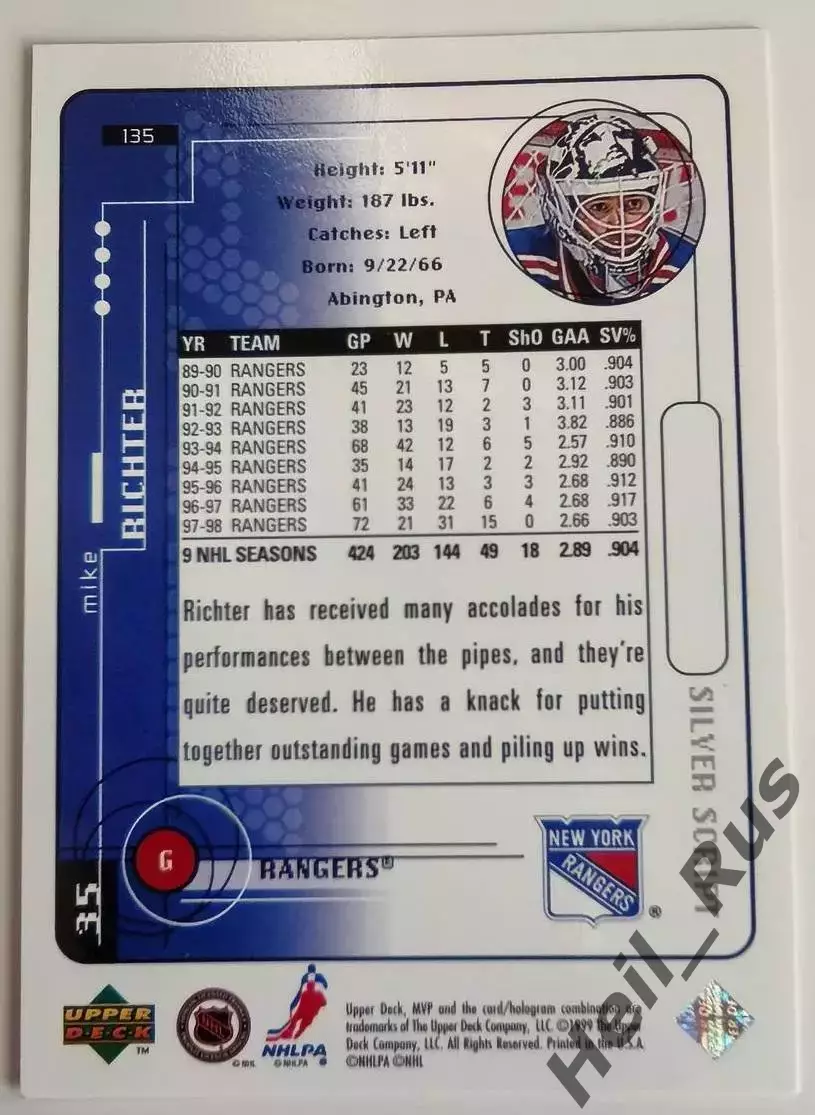 135
Height: 5'11"
Weight: 187 lbs.
Catches: Left
Born: 9/22/66
Abington, PA
mike
RICHTER
YR TEAM GP W L T ShO GAA SV%
89-90 RANGERS 23 12 5 5 0 3.00 .904
90-91 RANGERS 45 21 13 7 0 3.12 .903
91-92 RANGERS 41 23 12 2 3 3.11 .901
92-93 RANGERS 38 13 19 3 1 3.82 .886
93-94 RANGERS 68 42 12 6 5 2.57 .910
94-95 RANGERS 35 14 17 2 2 2.92 .890
95-96 RANGERS 41 24 13 3 3 2.68 .912
96-97 RANGERS 61 33 22 6 4 2.68 .917
97-98 RANGERS 72 21 31 15 0 2.66 .903
9 NHL SEASONS 424 203 144 49 18 2.89 .904
Richter has received many accolades for his
performances between the pipes, and they're
quite deserved. He has a knack for putting
together outstanding games and piling up wins.
SILVER SCRIPT
G
RANGERS®
35
NEW YORK
RANGERS
®
UPPER
DECK
TM
NHL
©NHL
NHLPA
©NHLPA
Upper Deck, MVP and the card/hologram combination are
trademarks of The Upper Deck Company, LLC. ©1999 The Upper
Deck Company, LLC. All Rights Reserved. Printed in the U.S.A.
©NHLPA ©NHL
Hail_Rus